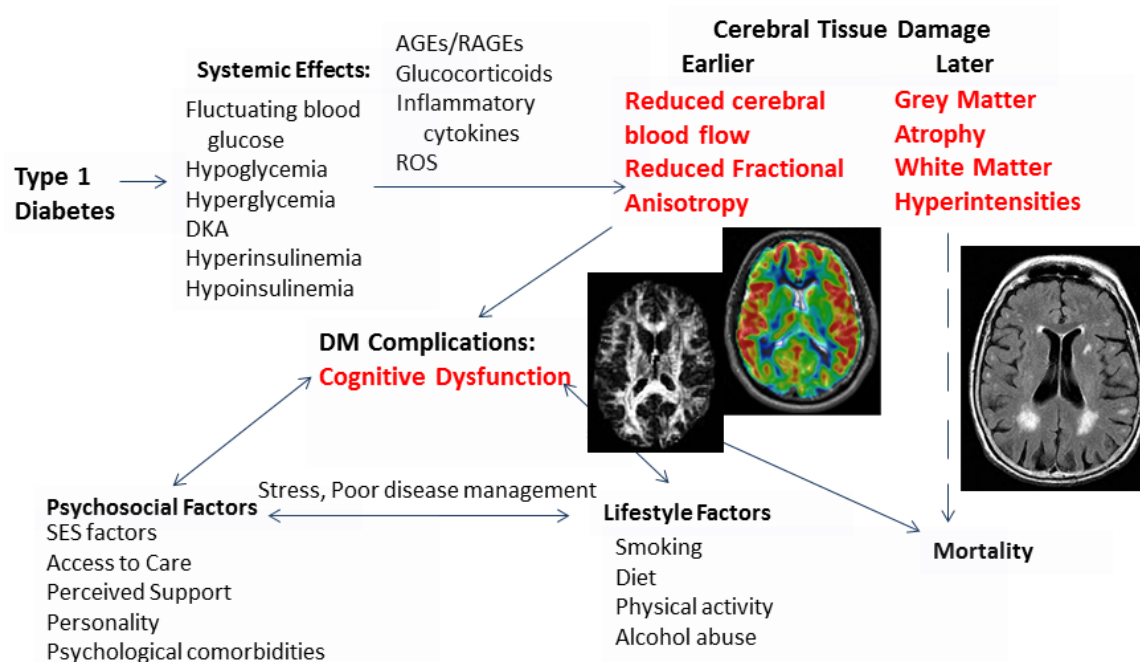 Cerebral Tissue Damage
Earlier
Later
AGEs/RAGEs
Glucocorticoids
Inflammatory
cytokines
ROS
Systemic Effects:
Fluctuating blood
glucose
Hypoglycemia
Hyperglycemia
DKA
Hyperinsulinemia
Hypoinsulinemia
Type 1
Diabetes
Reduced cerebral
blood flow
Reduced Fractional
Anisotropy
Grey Matter
Atrophy
White Matter
Hyperintensities
DM Complications:
Cognitive Dysfunction
Stress, Poor disease management
Psychosocial Factors
SES factors
Access to Care
Perceived Support
Personality
Psychological comorbidities
Lifestyle Factors
Smoking
Diet
Physical activity
Alcohol abuse
Mortality